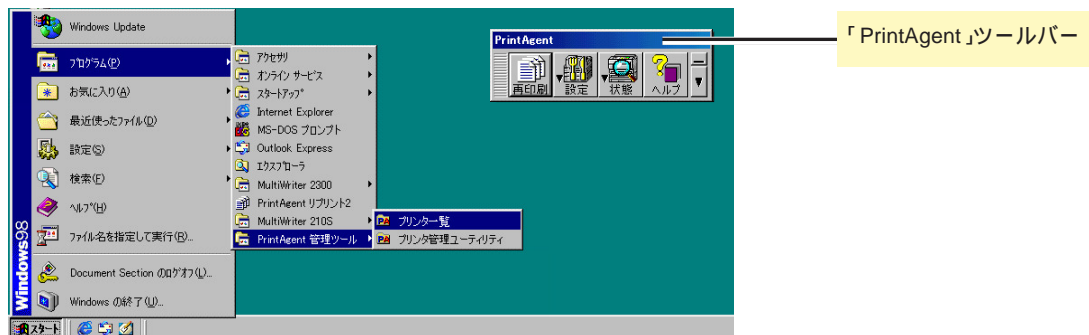 Windows Update
プログラム(P)
お気に入り(A)
最近使ったファイル(D)
設定(S)
検索(F)
ヘルプ(H)
ファイル名を指定して実行(R)...
Document Section のログオフ(L)...
Windows の終了(U)...
Windows98
スタート
アクセサリ
オンライン サービス
スタートアップ
Internet Explorer
MS-DOS プロンプト
Outlook Express
エクスプローラ
MultiWriter 2300
PrintAgent リプリント2
MultiWriter 210S
PrintAgent 管理ツール
プリンター覧
プリンタ管理ユーティリティ
PrintAgent
再印刷
設定
状態
ヘルプ
「PrintAgent」ツールバー